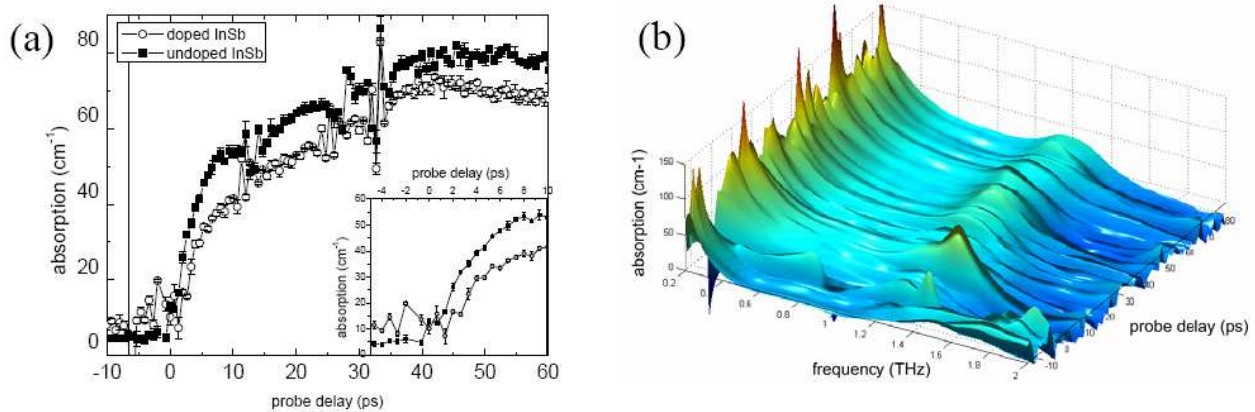 (a)
doped InSb
undoped InSb
absorption (cm⁻¹)
80
60
40
20
0
-10 0 10 20 30 40 50 60
probe delay (ps)
probe delay (ps)
-4 -2 0 2 4 6 8 10
absorption (cm⁻¹)
60
50
40
30
20
10
0
(b)
absorption (cm-1)
150
100
50
0
0.2
0.6
0.8
1
1.2
1.4
1.6
1.8
2
frequency (THz)
-10
0
10
20
30
50
60
80
probe delay (ps)